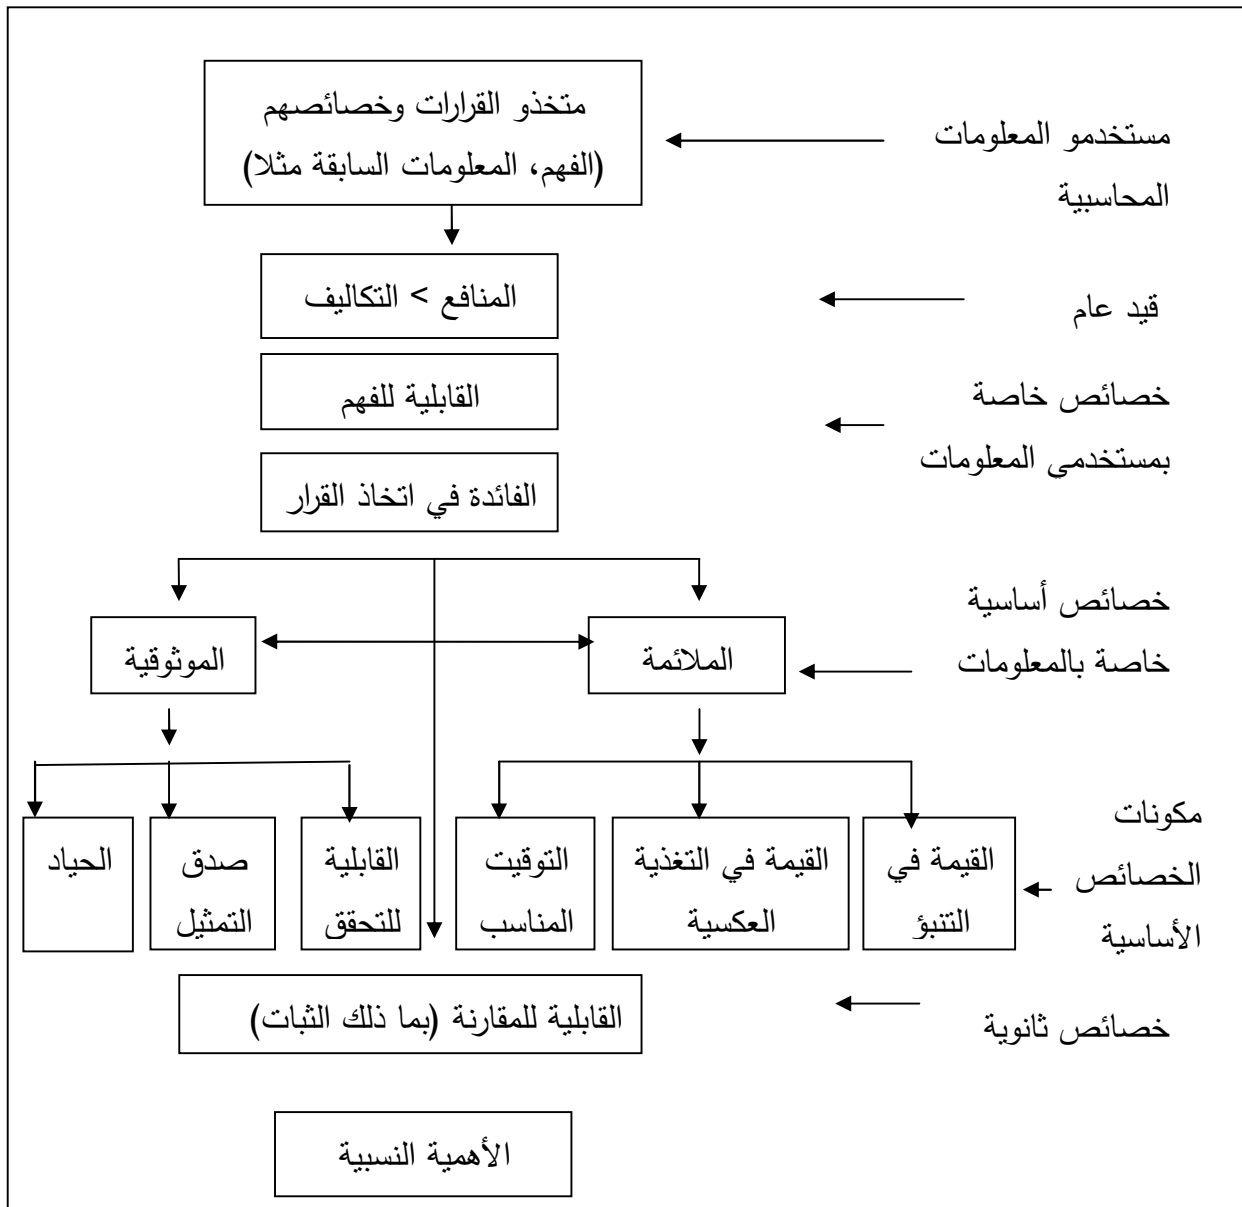 متخذو القرارات وخصائصهم
(الفهم، المعلومات السابقة مثلا)
مستخدمو المعلومات
المحاسبية
المنافع > التكاليف
قيد عام
القابلية للفهم
خصائص خاصة
بمستخدمي المعلومات
الفائدة في اتخاذ القرار
خصائص أساسية
خاصة بالمعلومات
الملائمة
الموثوقية
مكونات
الخصائص
الأساسية
القيمة في
التنبؤ
القيمة في التغذية
العكسية
التوقيت
المناسب
القابلية
للتحقق
صدق
التمثيل
الحياد
القابلية للمقارنة (بما ذلك الثبات)
خصائص ثانوية
الأهمية النسبية